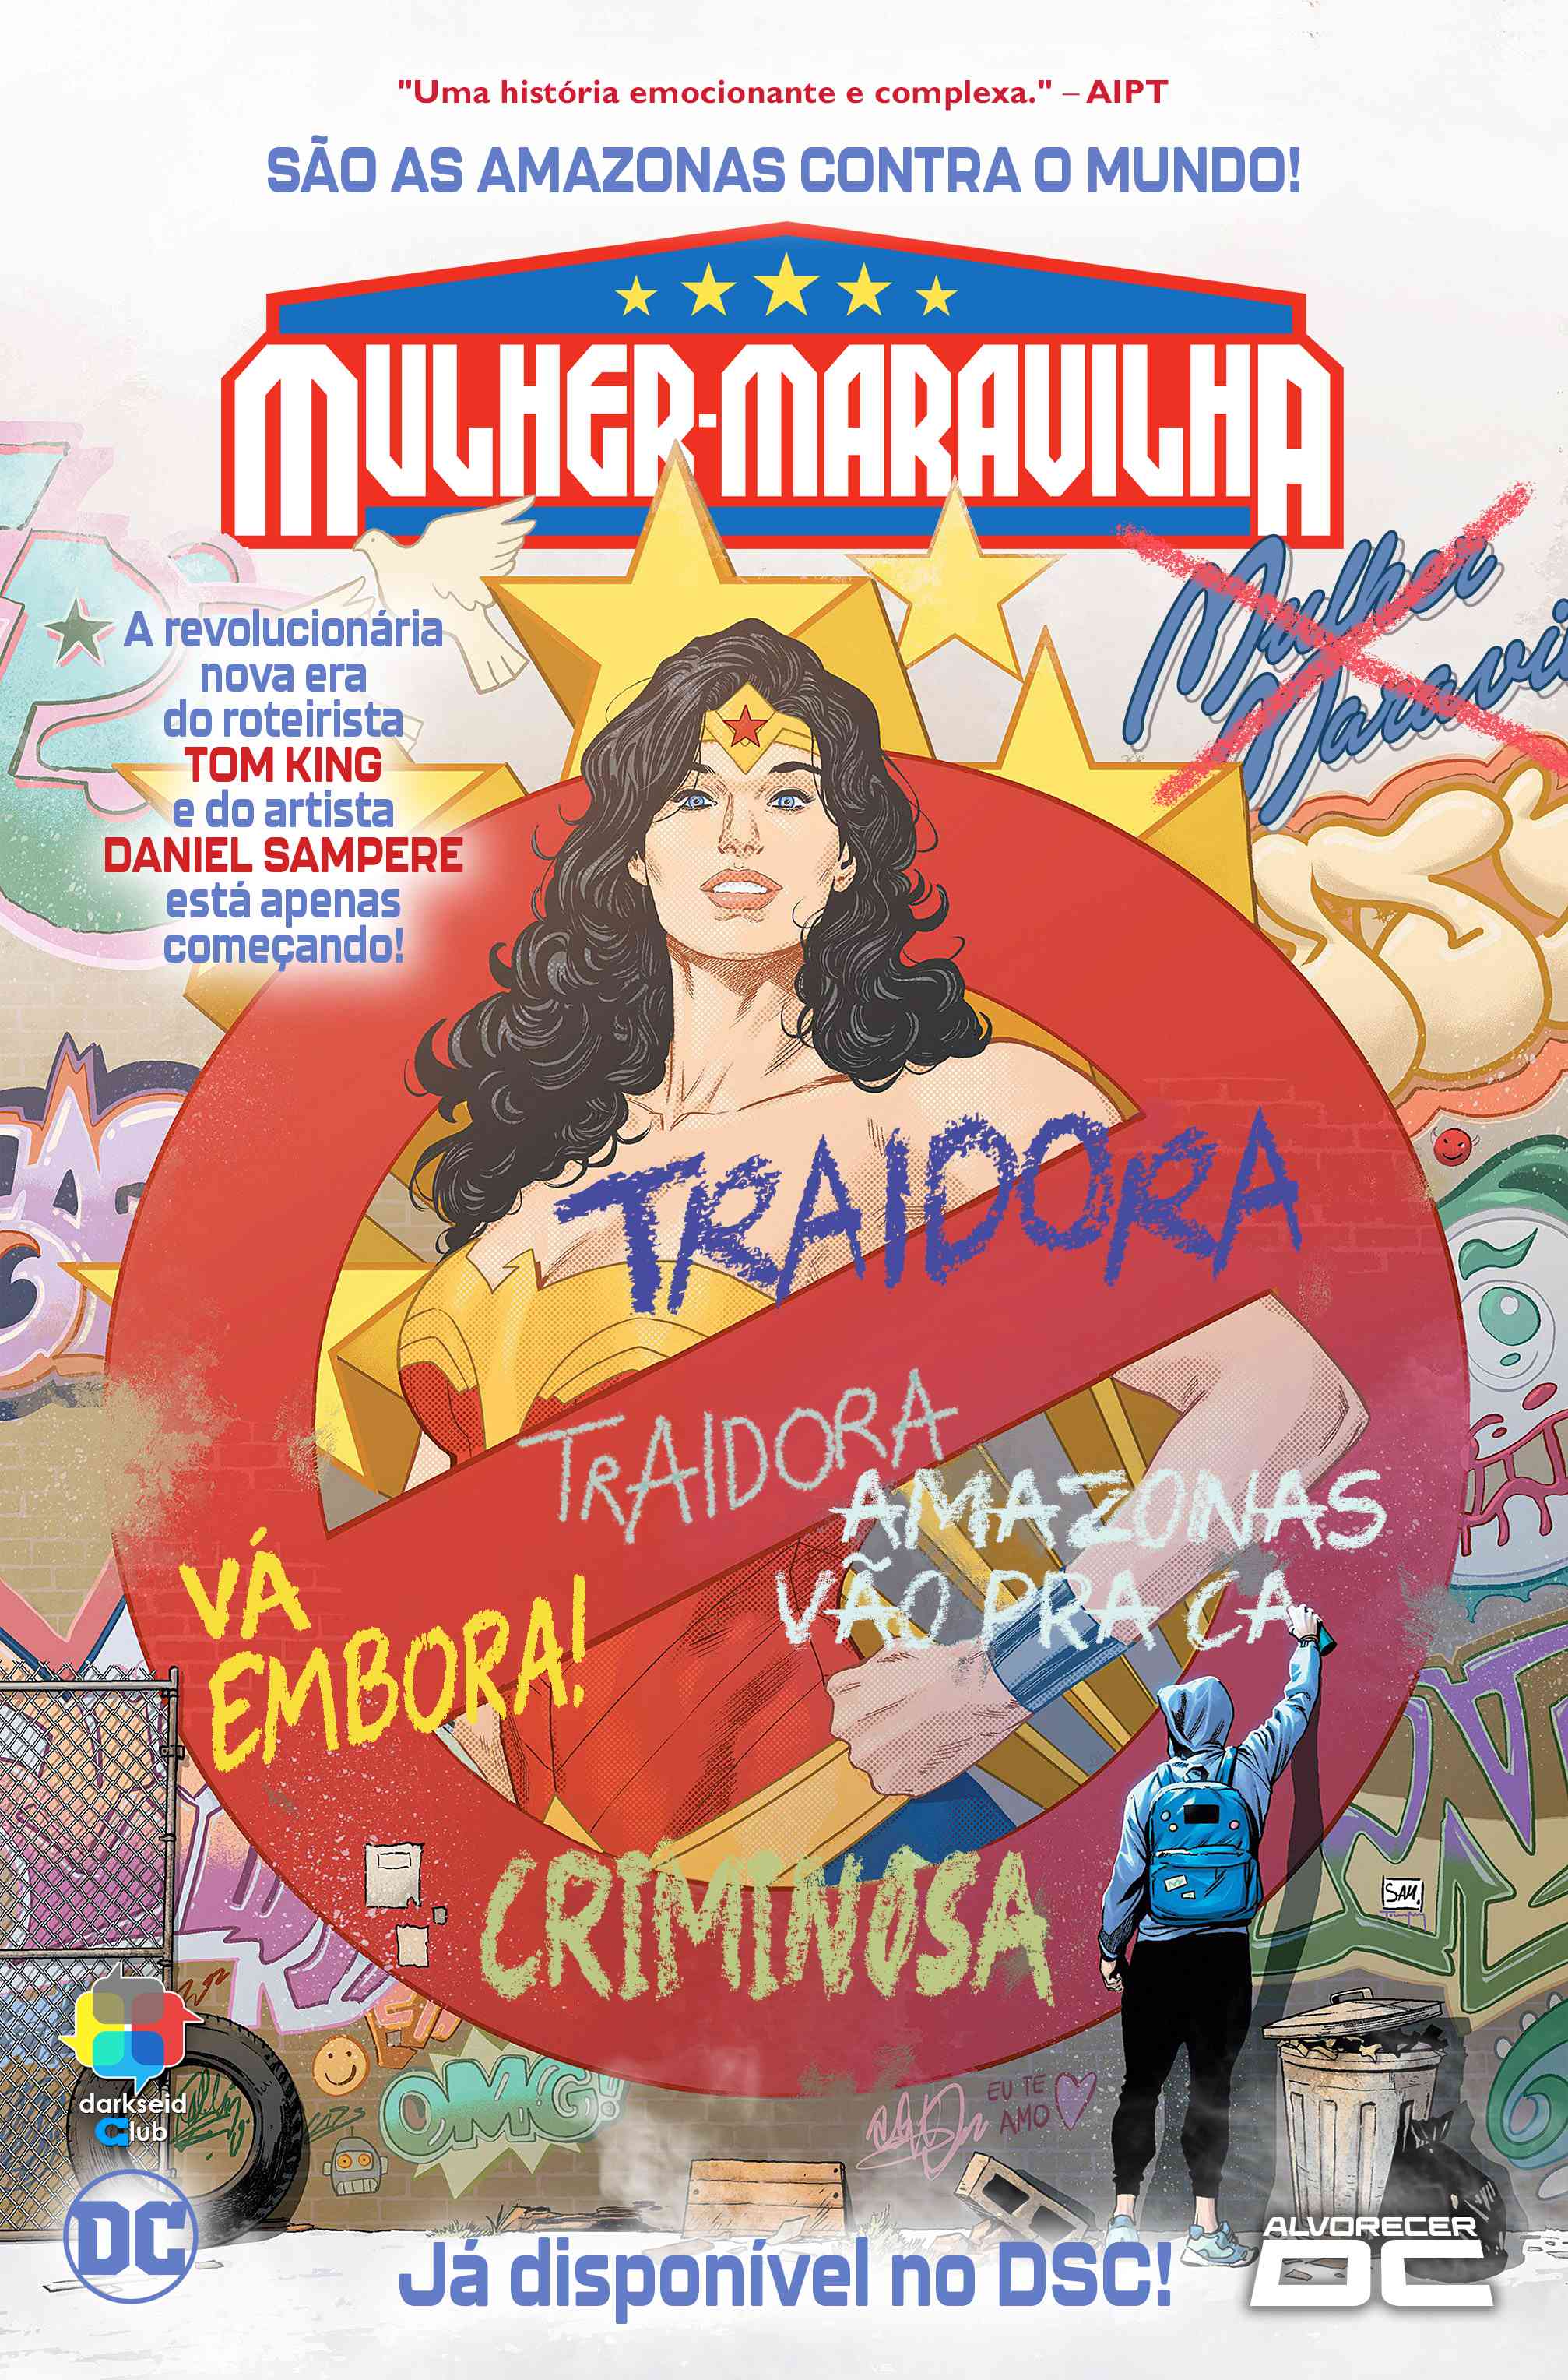 "Uma história emocionante e complexa." – AIPT
SÃO AS AMAZONAS CONTRA O MUNDO!
MULHER-MARAVILHA
Mulher
A revolucionária
nova era
do roteirista
TOM KING
e do artista
DANIEL SAMPERE
está apenas
começando!
TRAIDORA
TRAIDORA
AMAZONAS
VÃO PRA CA
VÁ
EMBORA!
CRIMINOSA
SAM.
OMG!
EU TE
AMO
darkseid
club
DC
Já disponível no DSC!
ALVORECER
DC